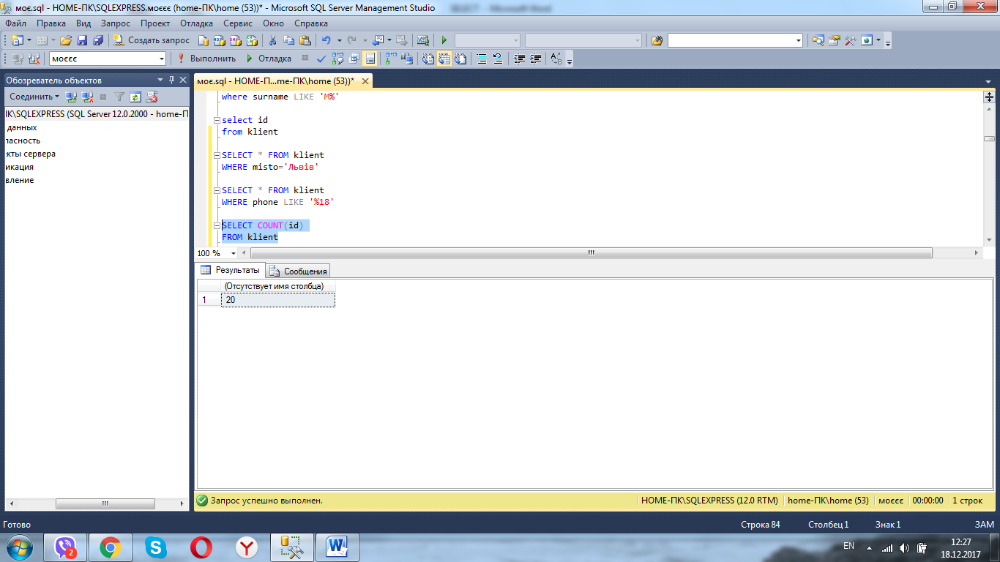 моє.sql - HOME-ПК\SQLEXPRESS.моєєє (home-ПК\home (53))* - Microsoft SQL Server Management Studio
Файл Правка Вид Запрос Проект Отладка Сервис Окно Справка
Создать запрос
моєєє Выполнить Отладка
Обозреватель объектов
Соединить
ІК\SQLEXPRESS (SQL Server 12.0.2000 - home-П
данных
пасность
кты сервера
икация
вление
моє.sql - HOME-П...me-ПК\home (53))*
where surname LIKE 'M%'
select id
from klient
SELECT * FROM klient
WHERE misto='Львів'
SELECT * FROM klient
WHERE phone LIKE '%18'
SELECT COUNT(id)
FROM klient
100 %
Результаты Сообщения
(Отсутствует имя столбца)
1 20
Запрос успешно выполнен. HOME-ПК\SQLEXPRESS (12.0 RTM) home-ПК\home (53) моєєє 00:00:00 1 строк
Готово Строка 84 Столбец 1 Знак 1 ЗАМ
2
EN 12:27
18.12.2017